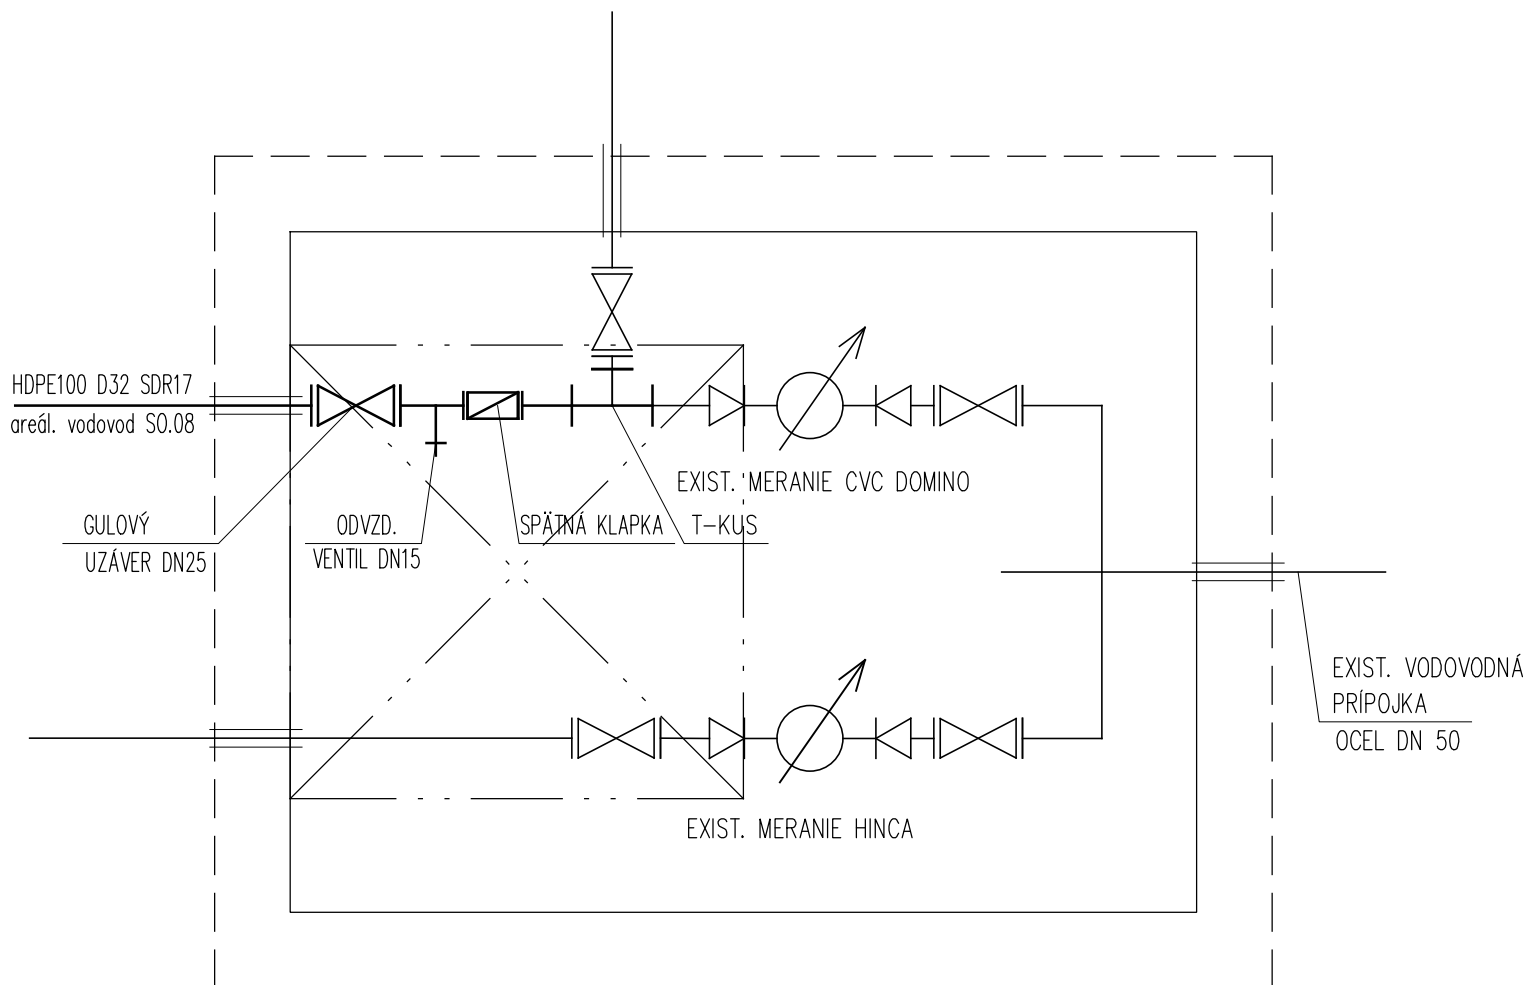 HDPE100 D32 SDR17
areál. vodovod SO.08
EXIST. MERANIE CVC DOMINO
GULOVÝ
UZÁVER DN25
ODVZD.
VENTIL DN15
SPÄTNÁ KLAPKA
T-KUS
EXIST. VODOVODNÁ
PRÍPOJKA
OCEL DN 50
EXIST. MERANIE HINCA